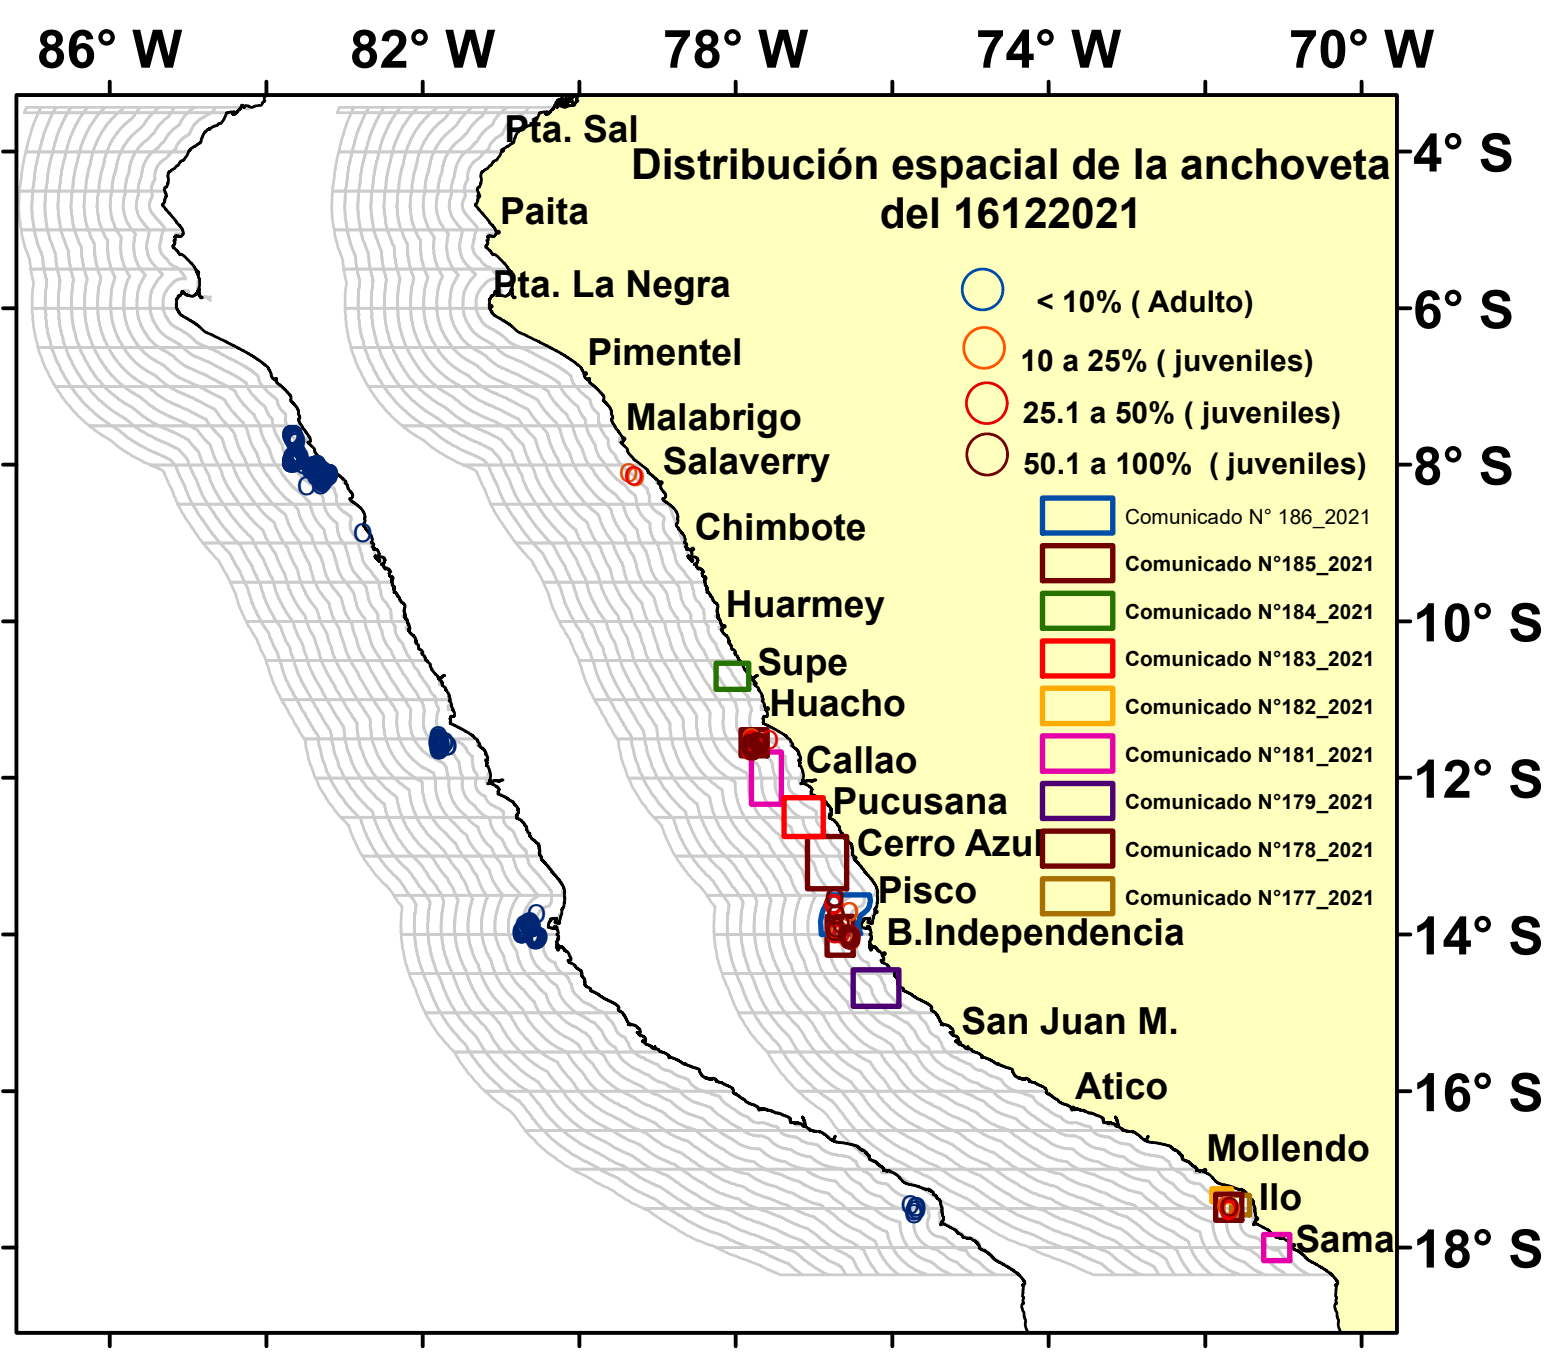 86° W
82° W
78° W
74° W
70° W
Pta. Sal
4° S
Distribución espacial de la anchoveta
del 16122021
Paita
Pta. La Negra
< 10% ( Adulto)
6° S
Pimentel
10 a 25% ( juveniles)
Malabrigo
25.1 a 50% ( juveniles)
Salaverry
50.1 a 100% ( juveniles)
8° S
Chimbote
Comunicado N° 186_2021
Comunicado N°185_2021
Huarmey
Comunicado N°184_2021
10° S
Supe
Comunicado N°183_2021
Huacho
Comunicado N°182_2021
Callao
Comunicado N°181_2021
12° S
Pucusana
Comunicado N°179_2021
Cerro Azul
Comunicado N°178_2021
Pisco
Comunicado N°177_2021
B.Independencia
14° S
San Juan M.
Atico
16° S
Mollendo
Ilo
Sama
18° S